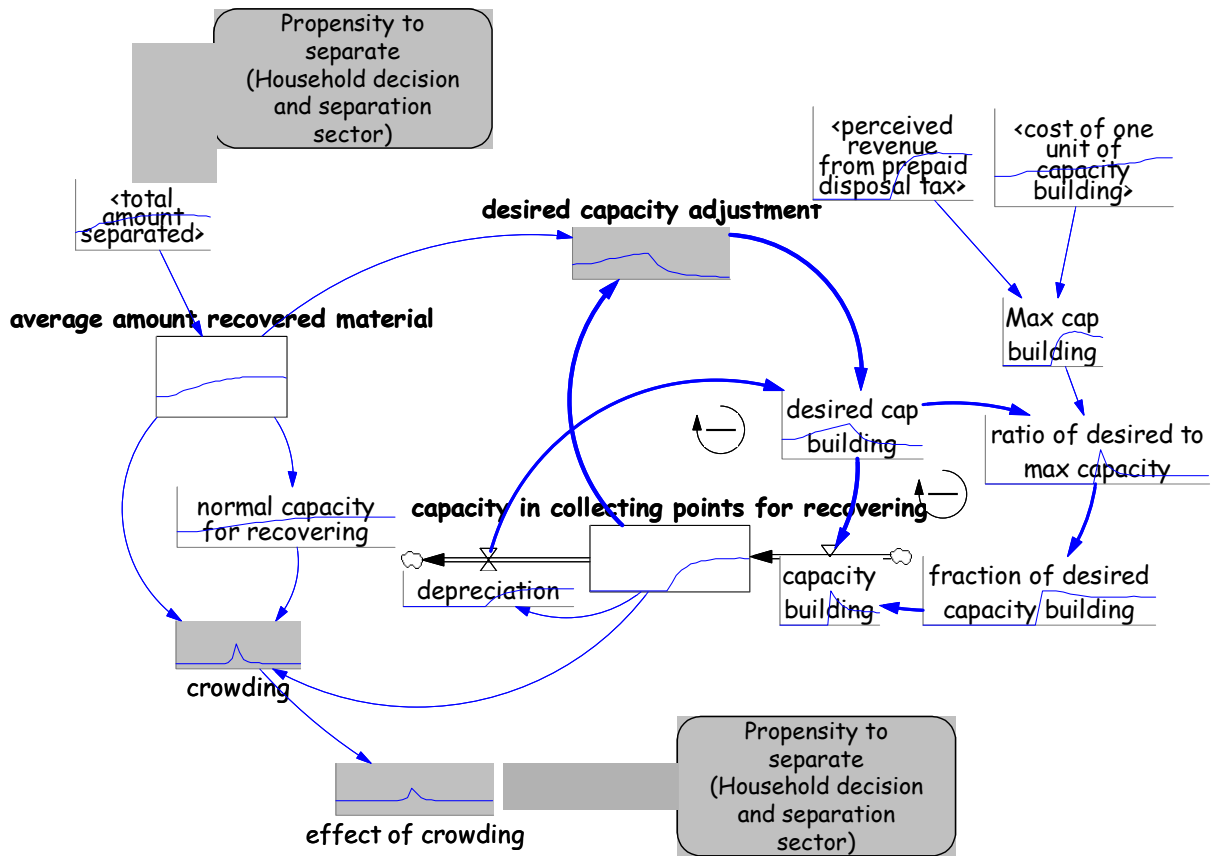 Propensity to
separate
(Household decision
and separation
sector)
<perceived
revenue
from prepaid
disposal tax>
<cost of one
unit of
capacity
building>
<total
amount
separated>
desired capacity adjustment
average amount recovered material
Max cap
building
desired cap
building
ratio of desired to
max capacity
normal capacity
for recovering
capacity in collecting points for recovering
depreciation
capacity
building
fraction of desired
capacity building
crowding
Propensity to
separate
(Household decision
and separation
sector)
effect of crowding